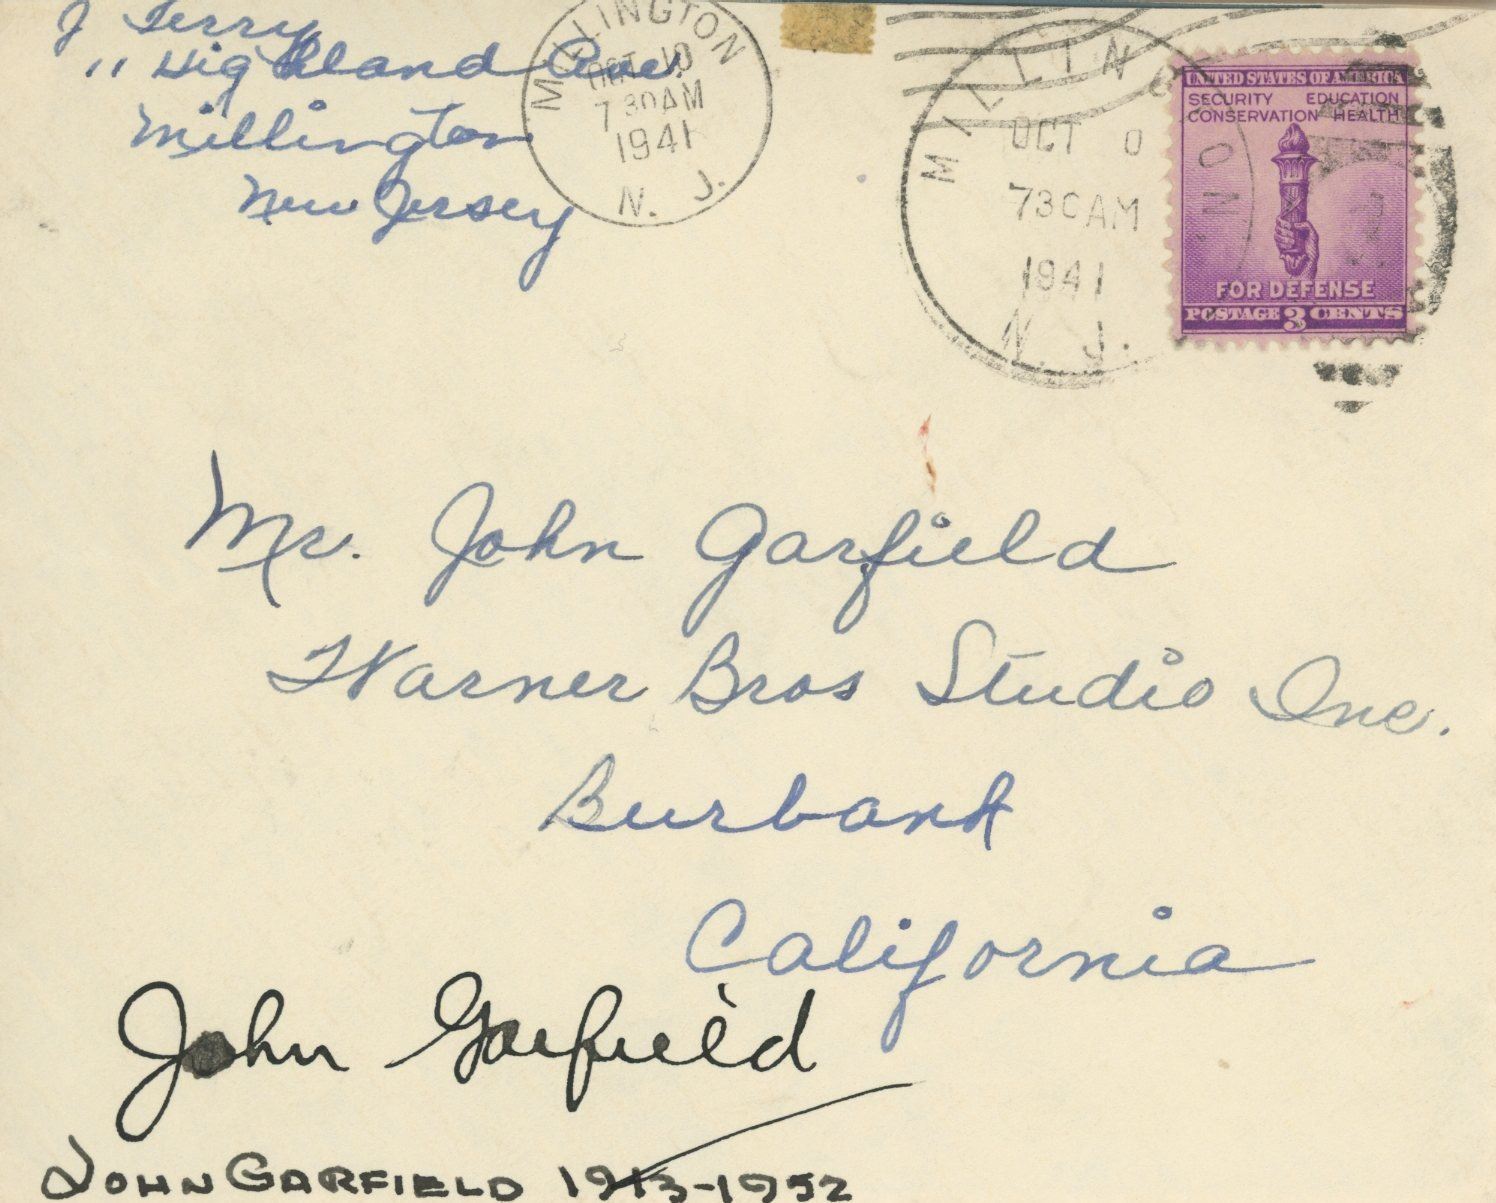 J Terry
11 Highland Ave.
Millington
New Jersey
MILLINGTON
OCT 10
7 30 AM
1941
N. J.
MILLINGTON
OCT 0
7 30 AM
1941
N. J.
UNITED STATES OF AMERICA
SECURITY EDUCATION
CONSERVATION HEALTH
FOR DEFENSE
POSTAGE 3 CENTS
Mr. John Garfield
Warner Bros Studio Inc.
Burbank
California
John Garfield
JOHN GARFIELD 1913-1952